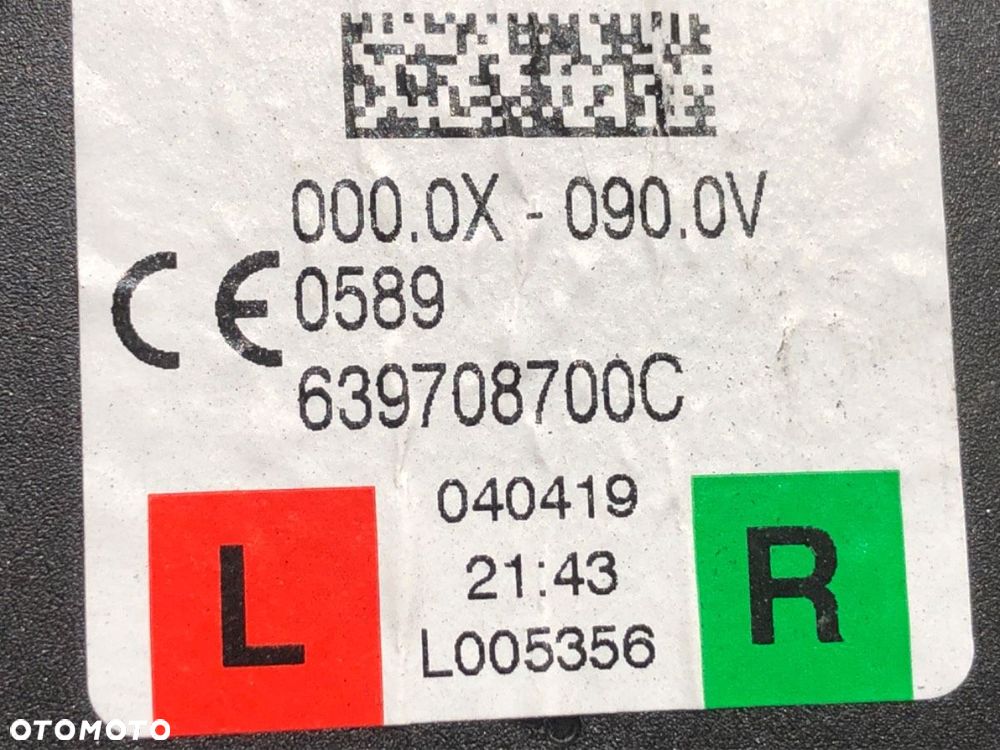 000.0X - 090.0V
CE 0589
639708700C
040419
21:43
L005356
L
R
OTOMOTO